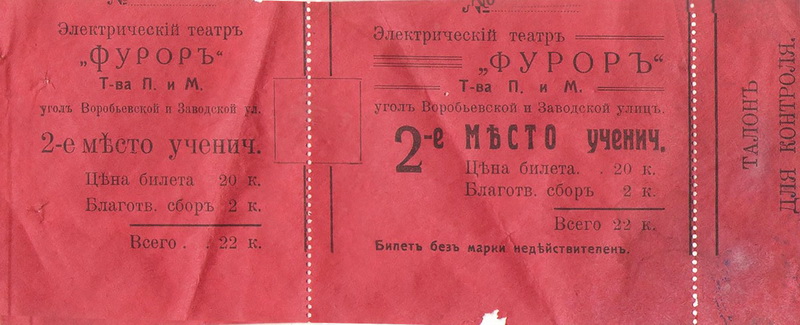 Электрическій театръ
„ФУРОРЪ“
Т-ва П. и М.
уголъ Воробьевской и Заводской ул.
2-е мѣсто ученич.
Цѣна билета 20 к.
Благотв. сборъ 2 к.
Всего . . 22 к.
№
Электрическій театръ
„ФУРОРЪ“
Т-ва П. и М.
уголъ Воробьевской и Заводской улицъ.
2-е МѢСТО ученич.
Цѣна билета. . 20 к.
Благотв. сборъ 2 к.
Всего 22 к.
Билетъ безъ марки недѣйствителенъ.
ТАЛОНЪ
ДЛЯ КОНТРОЛЯ.